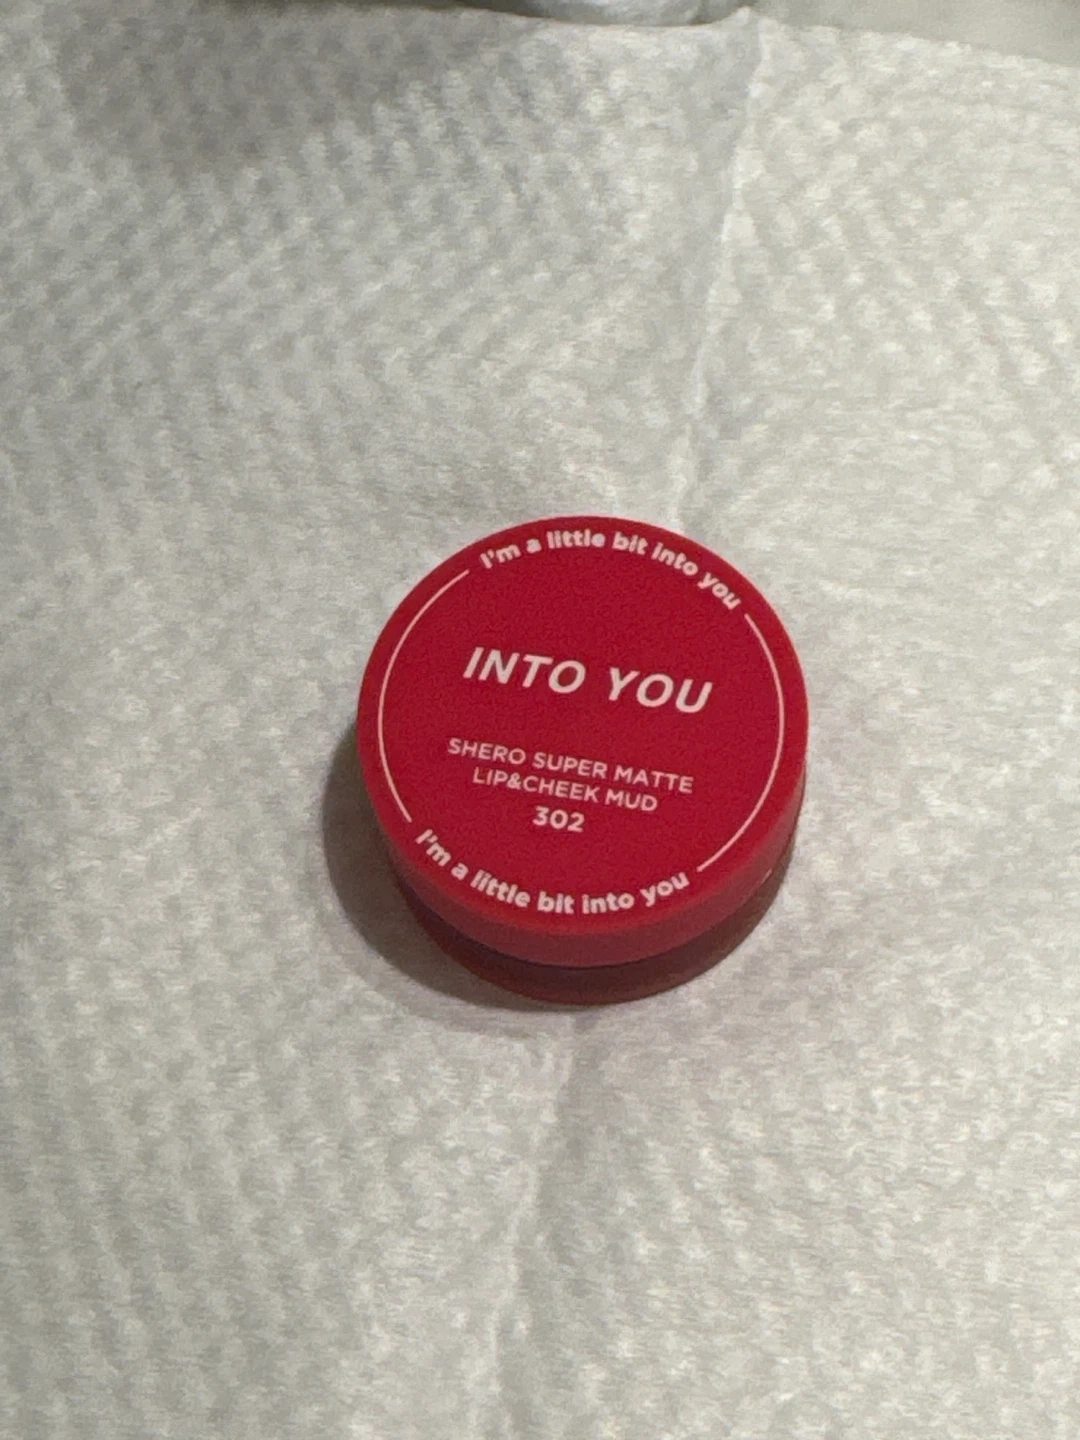 I'm a little bit into you
INTO YOU
SHERO SUPER MATTE
LIP&CHEEK MUD
302
I'm a little bit into you